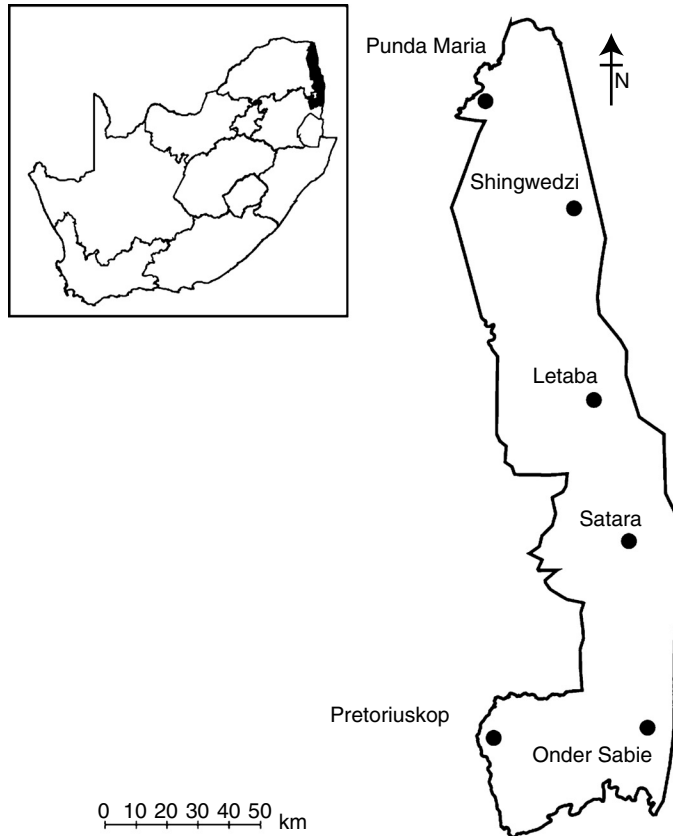 Punda Maria
N
Shingwedzi
Letaba
Satara
Pretoriuskop
Onder Sabie
0 10 20 30 40 50 km